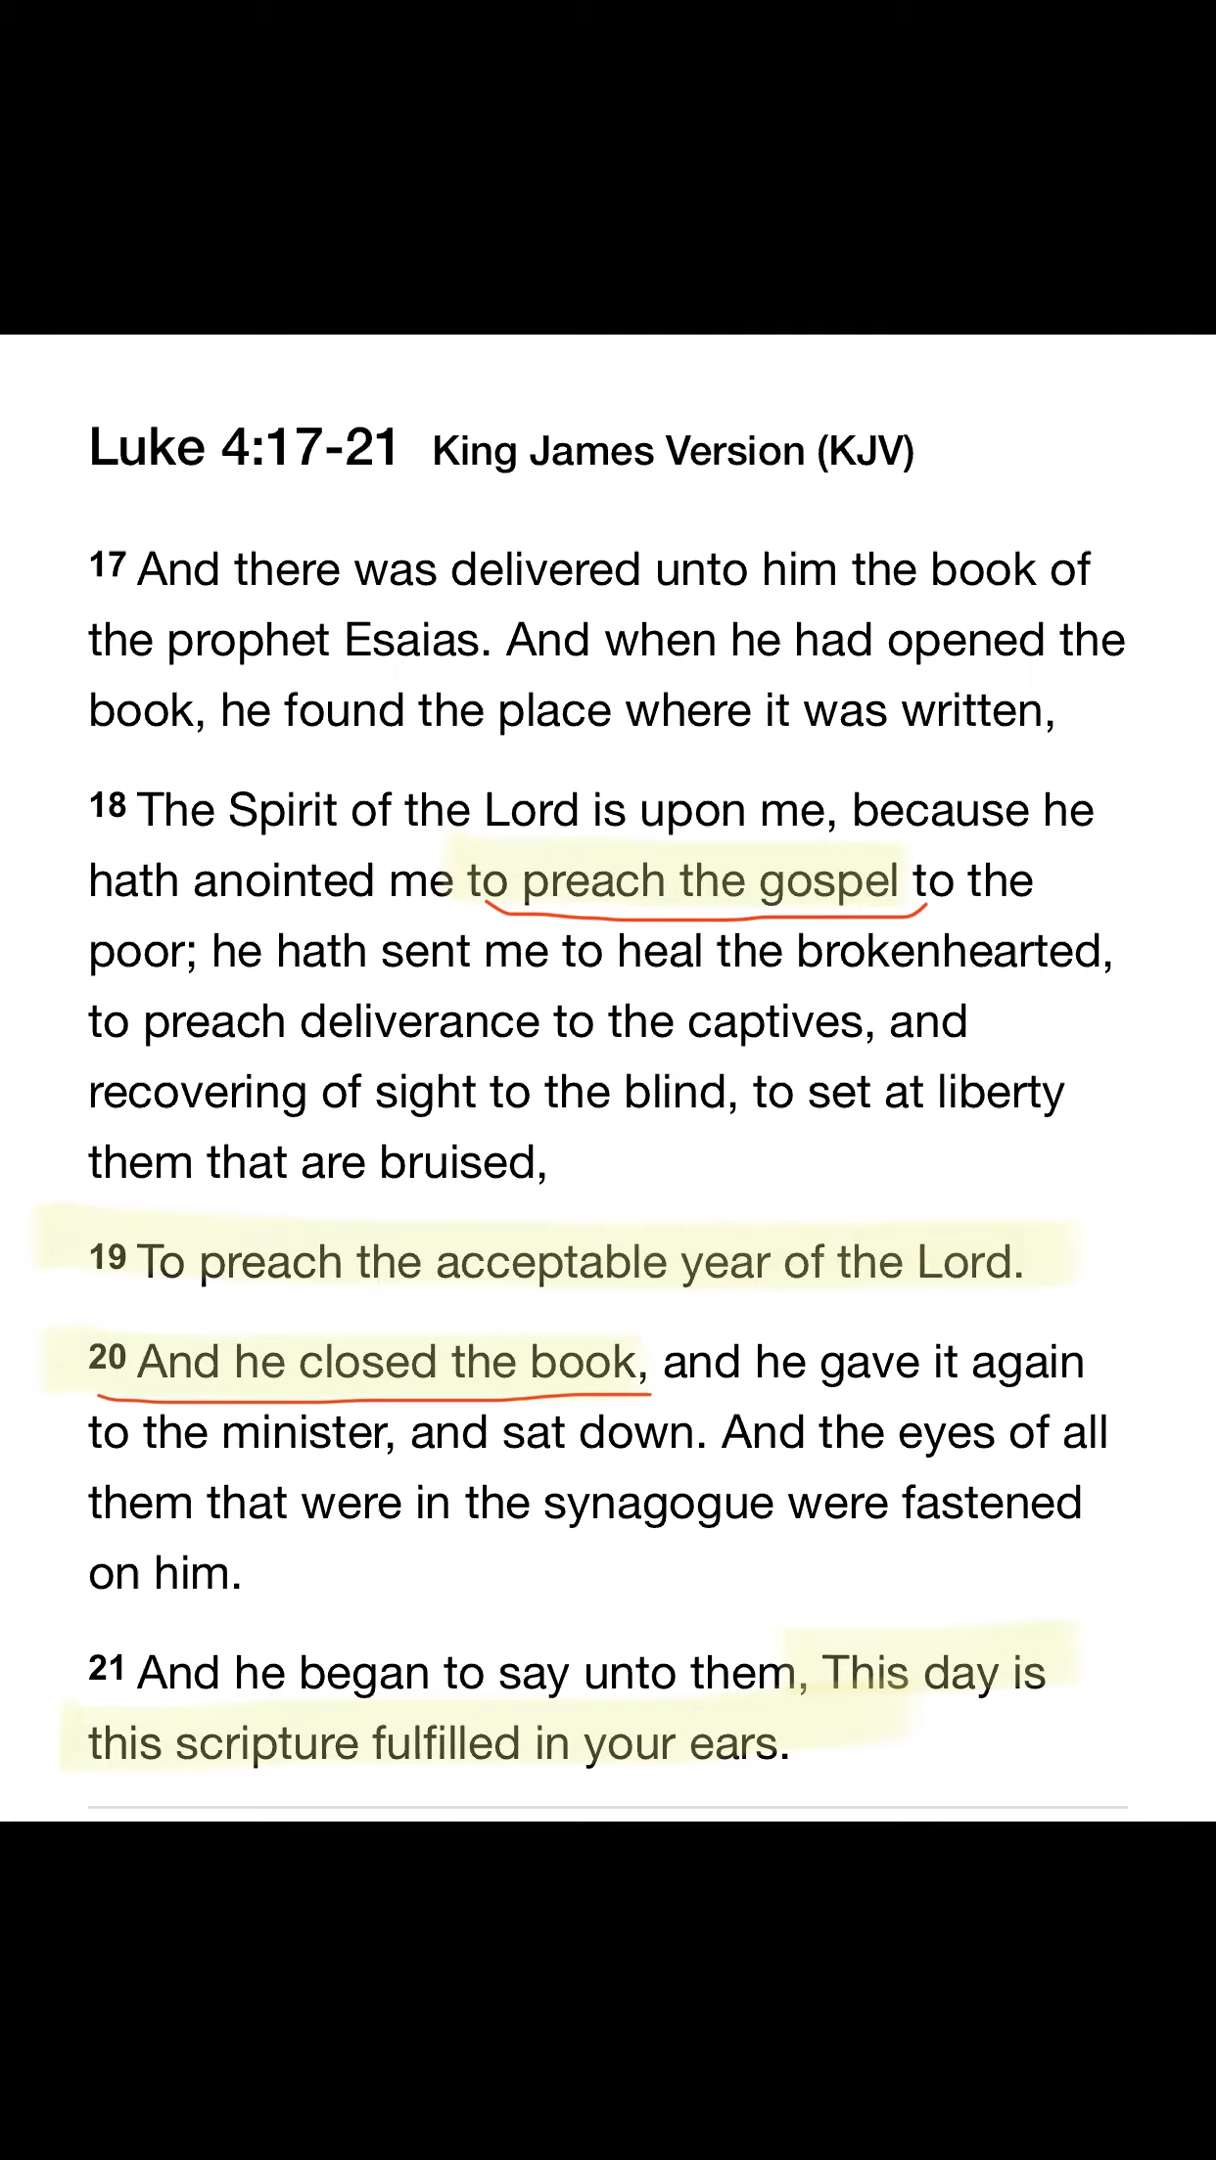 Luke 4:17-21 King James Version (KJV)
17 And there was delivered unto him the book of
the prophet Esaias. And when he had opened the
book, he found the place where it was written,
18 The Spirit of the Lord is upon me, because he
hath anointed me to preach the gospel to the
poor; he hath sent me to heal the brokenhearted,
to preach deliverance to the captives, and
recovering of sight to the blind, to set at liberty
them that are bruised,
19 To preach the acceptable year of the Lord.
20 And he closed the book, and he gave it again
to the minister, and sat down. And the eyes of all
them that were in the synagogue were fastened
on him.
21 And he began to say unto them, This day is
this scripture fulfilled in your ears.